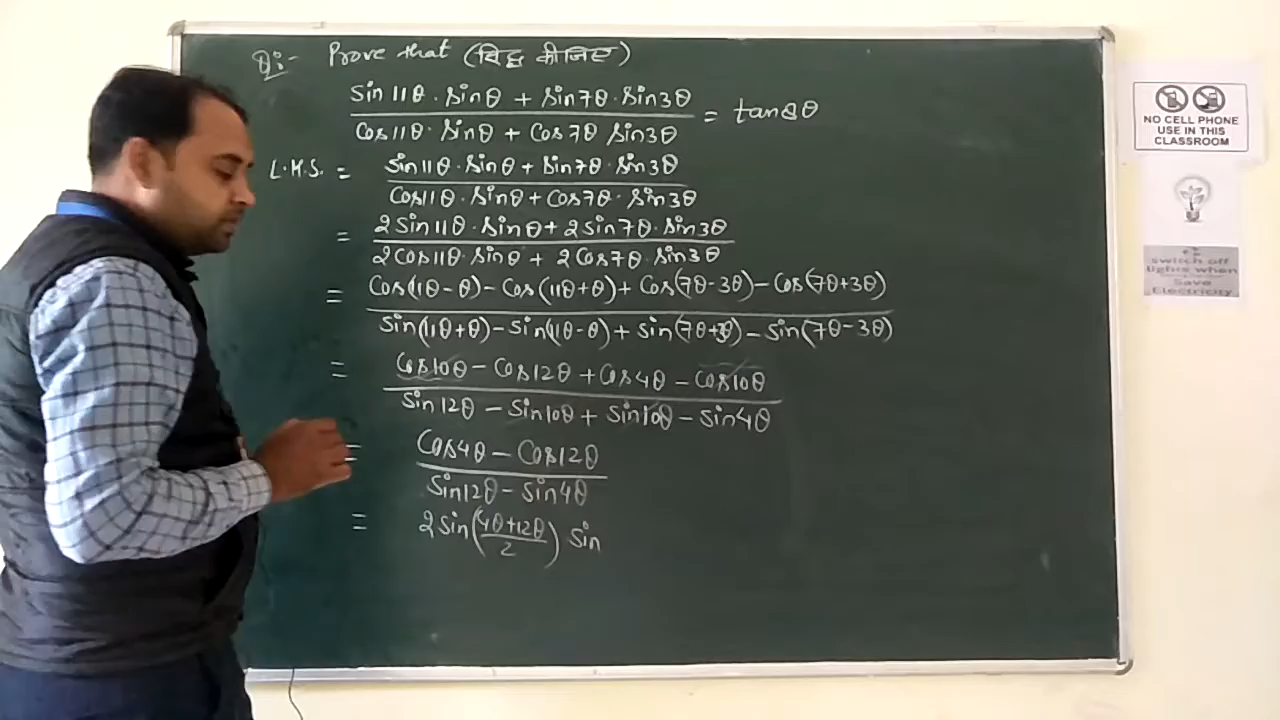 Q:- Prove that (सिद्ध कीजिए)
sin 11θ . sinθ + sin7θ . sin3θ
cos11θ . sinθ + cos7θ sin3θ
= tan8θ
L.H.S. =
sin11θ . sinθ + sin7θ . sin3θ
cos11θ . sinθ + cos7θ . sin3θ
=
2sin11θ . sinθ + 2sin7θ . sin3θ
2cos11θ . sinθ + 2cos7θ . sin3θ
=
cos(11θ - θ) - cos(11θ + θ) + cos(7θ - 3θ) - cos(7θ + 3θ)
sin(11θ + θ) - sin(11θ - θ) + sin(7θ + 3θ) - sin(7θ - 3θ)
=
cos10θ - cos12θ + cos4θ - cos10θ
sin12θ - sin10θ + sin10θ - sin4θ
=
cos4θ - cos12θ
sin12θ - sin4θ
=
2sin(4θ+12θ/2) sin
NO CELL PHONE
USE IN THIS
CLASSROOM
switch off
lights when
Save
Electricity